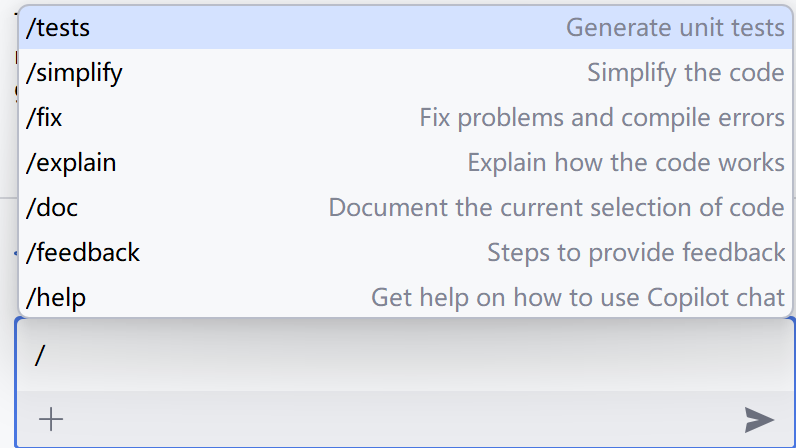 /tests Generate unit tests
/simplify Simplify the code
/fix Fix problems and compile errors
/explain Explain how the code works
/doc Document the current selection of code
/feedback Steps to provide feedback
/help Get help on how to use Copilot chat
/